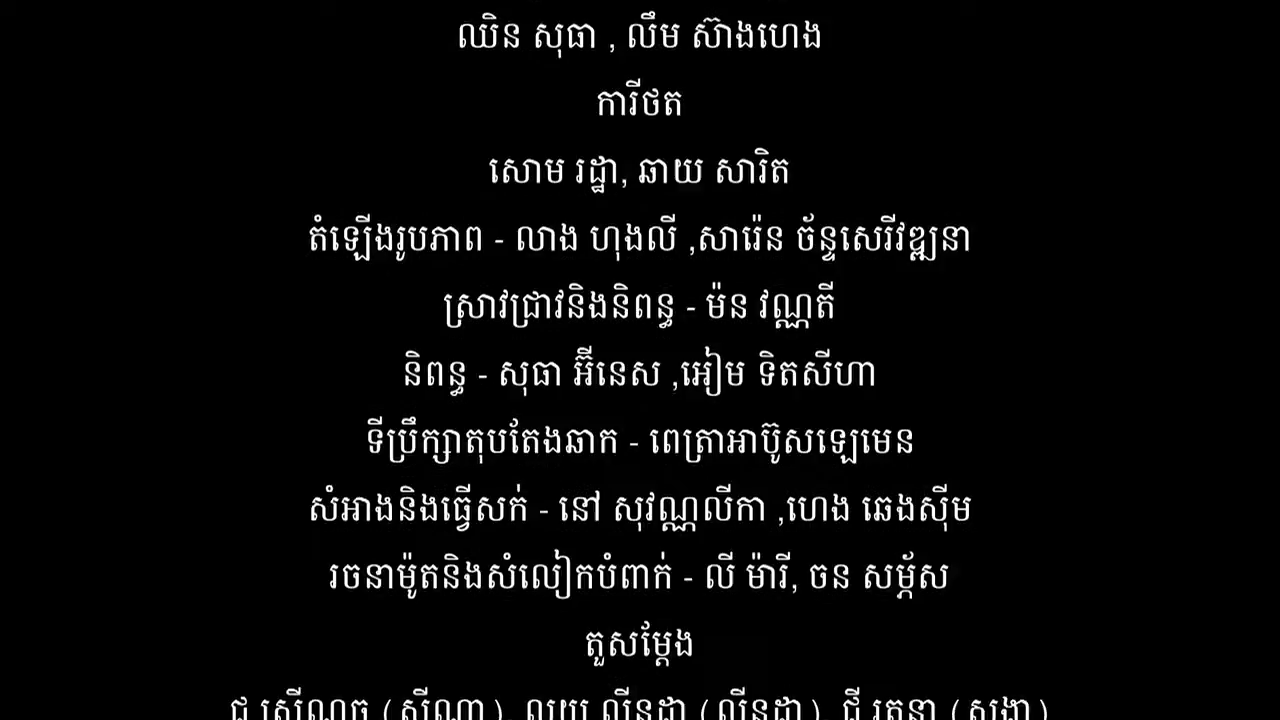 ឈិន សុធា , លឹម ស៊ាងហេង
ការីថត
សោម រដ្ឋា, ឆាយ សារិត
តំឡើងរូបភាព - លាង ហុងលី ,សារ៉េន ច័ន្ទសេរីវឌ្ឍនា
ស្រាវជ្រាវនិងនិពន្ធ - ម៉ន វណ្ណតី
និពន្ធ - សុធា អ៊ីនេស ,អៀម ទិតសីហា
ទីប្រឹក្សាតុបតែងឆាក - ពេត្រាអាប៊ូសឡេមេន
សំអាងនិងធ្វើសក់ - នៅ សុវណ្ណលីកា ,ហេង ឆេងស៊ីម
រចនាម៉ូតនិងសំលៀកបំពាក់ - លី ម៉ារី, ចន សម្ភ័ស
តួសម្តែង